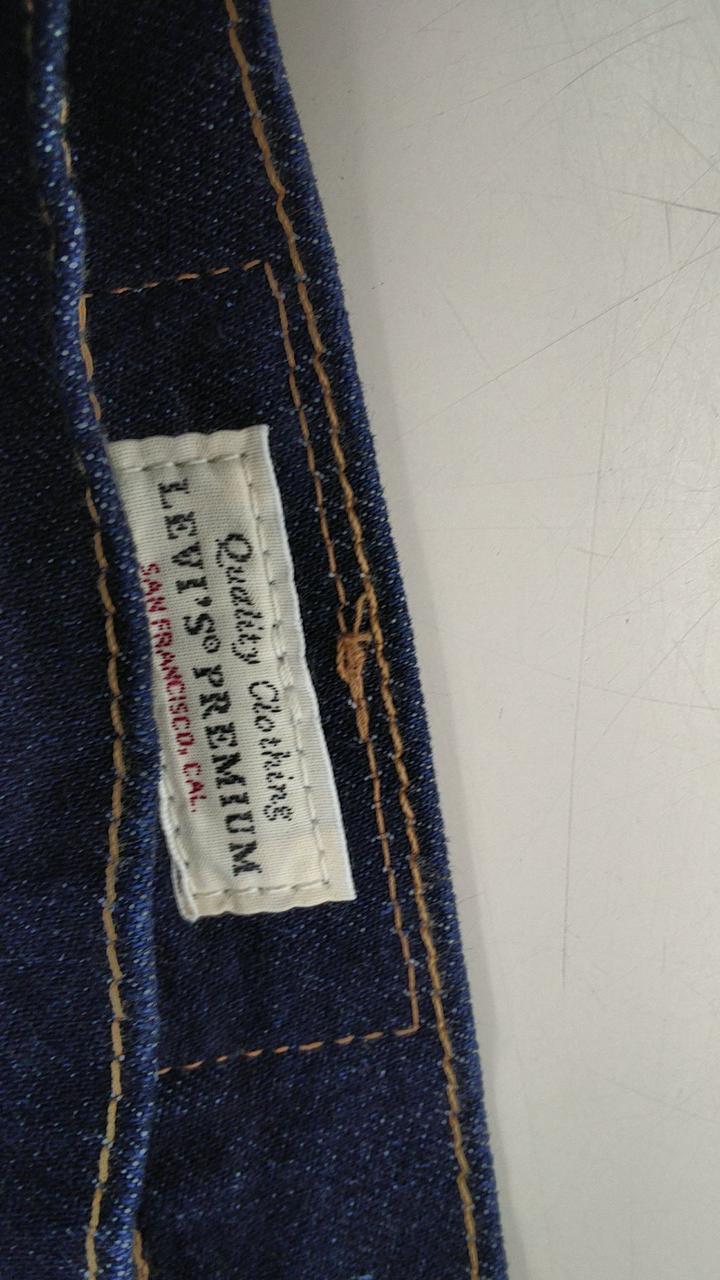 Quality Clothing
LEVI'S® PREMIUM
SAN FRANCISCO, CAL.